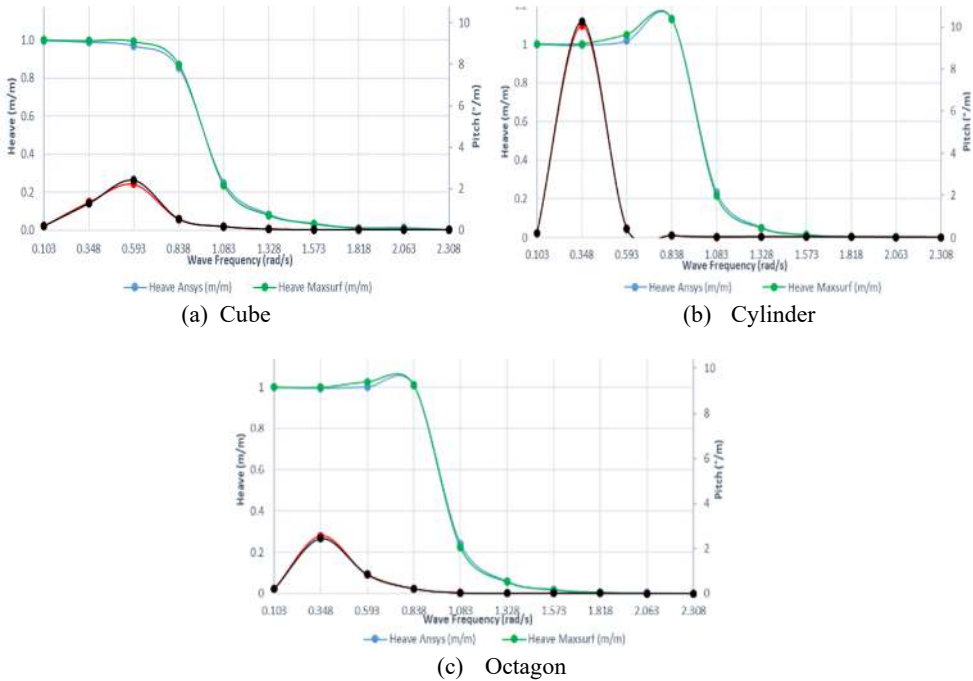 1.0
0.8
0.6
0.4
0.2
0.0
Heave (m/m)
10
8
6
4
2
0
Pitch (°/m)
0.103 0.348 0.593 0.838 1.083 1.328 1.573 1.818 2.063 2.308
Wave Frequency (rad/s)
Heave Ansys (m/m) Heave Maxsurf (m/m)
(a) Cube
1
0.8
0.6
0.4
0.2
0
Heave (m/m)
10
8
6
4
2
0
Pitch (°/m)
0.103 0.348 0.593 0.838 1.083 1.328 1.573 1.818 2.063 2.308
Wave Frequency (rad/s)
Heave Ansys (m/m) Heave Maxsurf (m/m)
(b) Cylinder
1
0.8
0.6
0.4
0.2
0
Heave (m/m)
10
8
6
4
2
0
Pitch (°/m)
0.103 0.348 0.593 0.838 1.083 1.328 1.573 1.818 2.063 2.308
Wave Frequency (rad/s)
Heave Ansys (m/m) Heave Maxsurf (m/m)
(c) Octagon